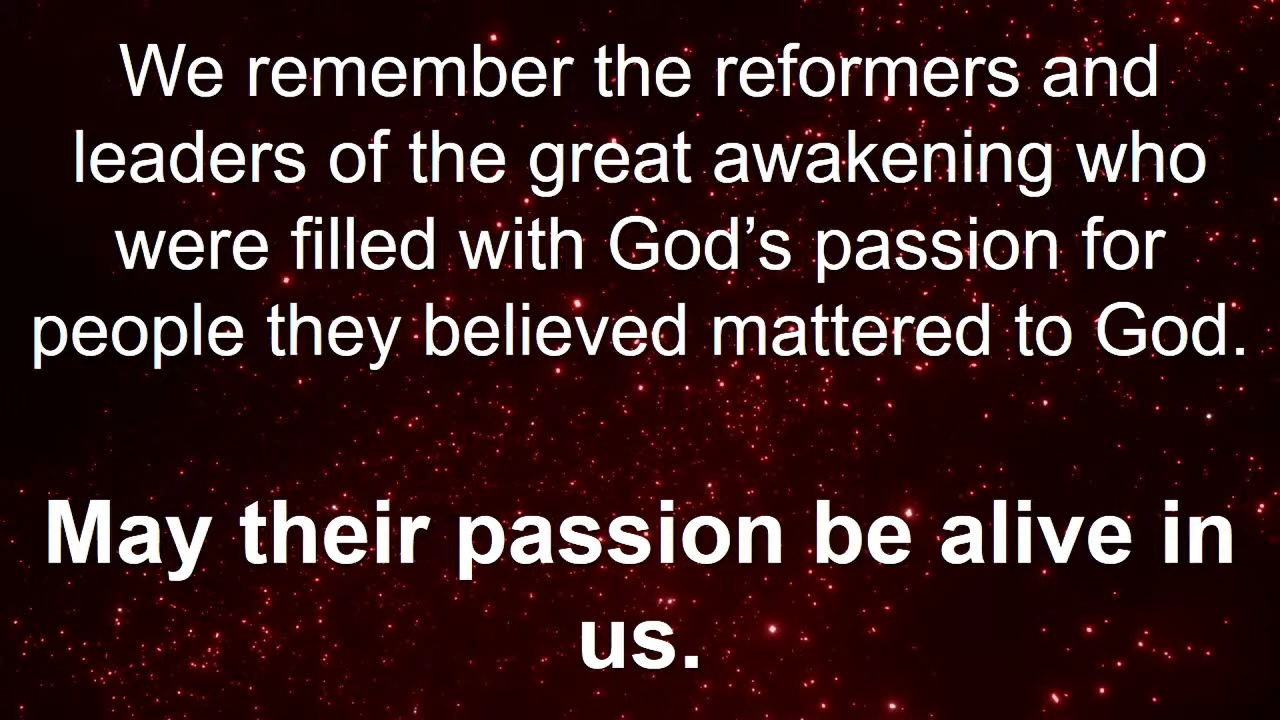 We remember the reformers and
leaders of the great awakening who
were filled with God’s passion for
people they believed mattered to God.
May their passion be alive in
us.